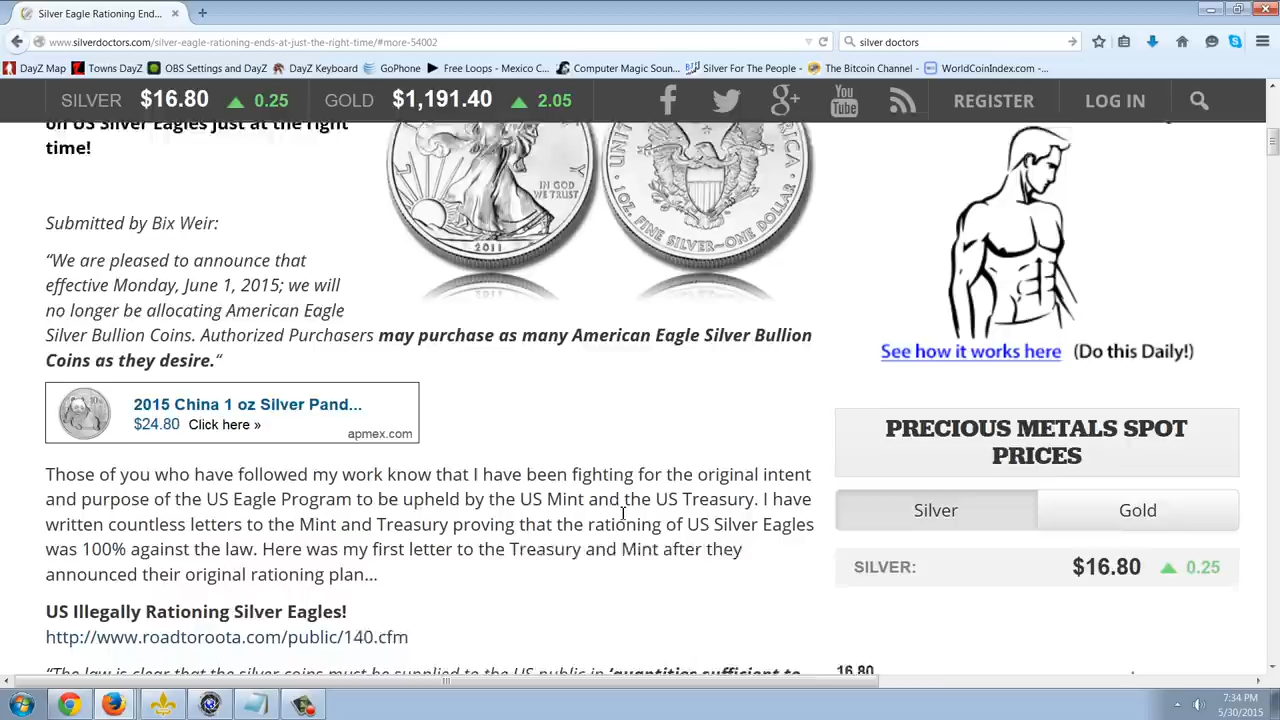 Silver Eagle Rationing End...
www.silverdoctors.com/silver-eagle-rationing-ends-at-just-the-right-time/#more-54002
silver doctors
DayZ Map
Towns DayZ
OBS Settings and DayZ
DayZ Keyboard
GoPhone
Free Loops - Mexico C...
Computer Magic Soun...
Silver For The People -
The Bitcoin Channel -
WorldCoinIndex.com -...
SILVER $16.80 0.25
GOLD $1,191.40 2.05
You
Tube
REGISTER
LOG IN
on US Silver Eagles just at the right
time!
IN GOD
WE TRUST
2011
1 OZ. FINE SILVER~ONE DOLLAR
Submitted by Bix Weir:
“We are pleased to announce that
effective Monday, June 1, 2015; we will
no longer be allocating American Eagle
Silver Bullion Coins. Authorized Purchasers may purchase as many American Eagle Silver Bullion
Coins as they desire.“
2015 China 1 oz Silver Pand...
$24.80 Click here »
apmex.com
Those of you who have followed my work know that I have been fighting for the original intent
and purpose of the US Eagle Program to be upheld by the US Mint and the US Treasury. I have
written countless letters to the Mint and Treasury proving that the rationing of US Silver Eagles
was 100% against the law. Here was my first letter to the Treasury and Mint after they
announced their original rationing plan…
US Illegally Rationing Silver Eagles!
http://www.roadtoroota.com/public/140.cfm
“The law is clear that the silver coins must be supplied to the US public in ‘quantities sufficient to
See how it works here (Do this Daily!)
PRECIOUS METALS SPOT
PRICES
Silver
Gold
SILVER: $16.80 0.25
16.80
7:34 PM
5/30/2015